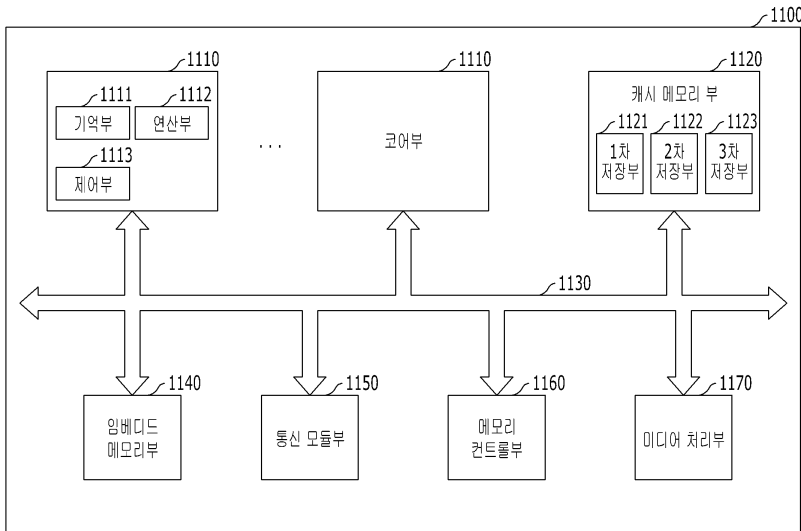 1100
1110
1110
1120
1111
1112
기억부
연산부
1113
제어부
...
코어부
캐시 메모리 부
1121
1122
1123
1차
저장부
2차
저장부
3차
저장부
1130
1140
1150
1160
1170
임베디드
메모리부
통신 모듈부
메모리
컨트롤부
미디어 처리부